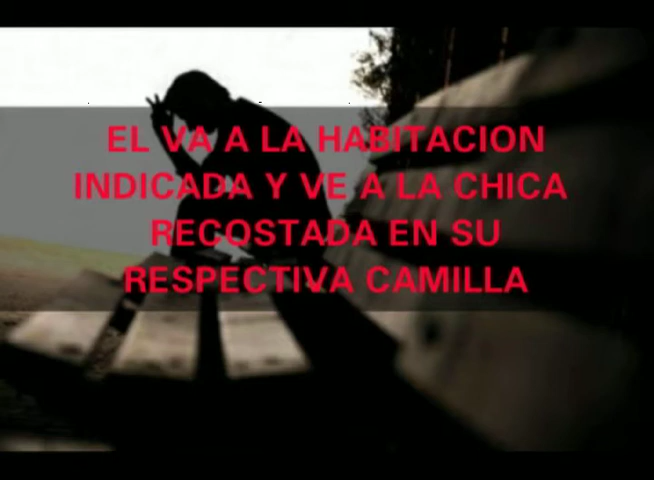 EL VA A LA HABITACION
INDICADA Y VE A LA CHICA
RECOSTADA EN SU
RESPECTIVA CAMILLA